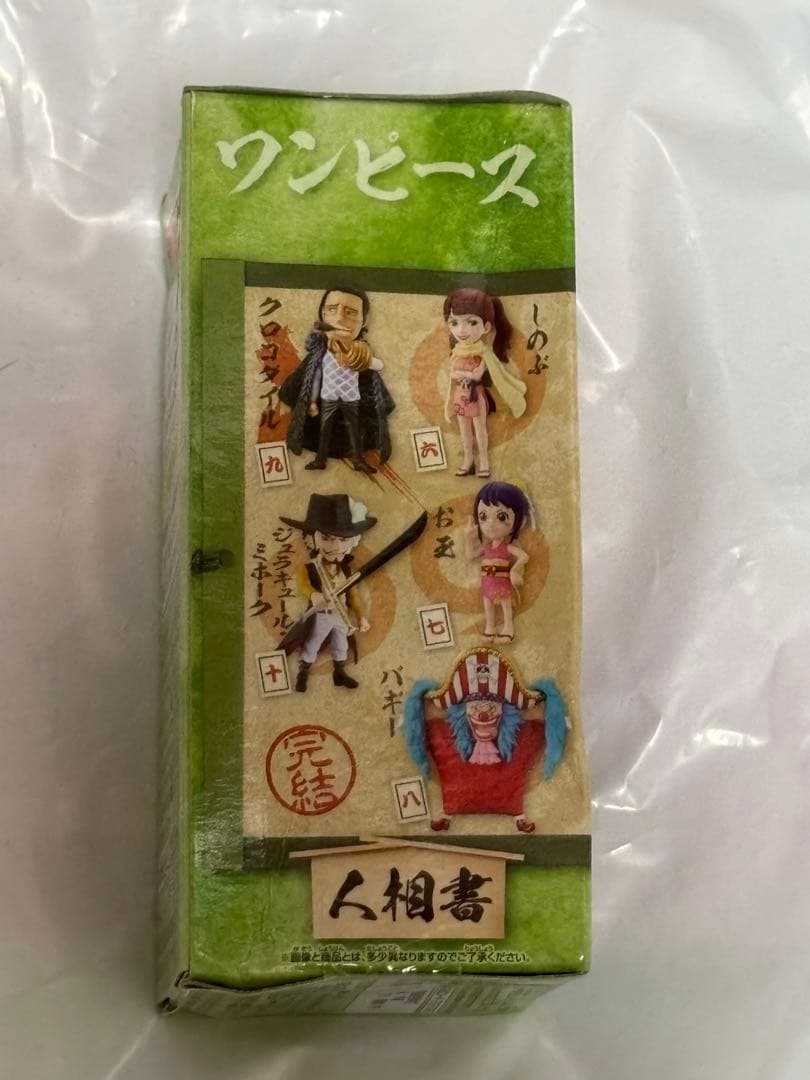 ワンピース
しのぶ
六
お玉
七
バギー
八
クロコダイル
九
ジュラキュール
ミホーク
十
完結
人相書
※画像と商品とは、多少異なりますのでご了承ください。